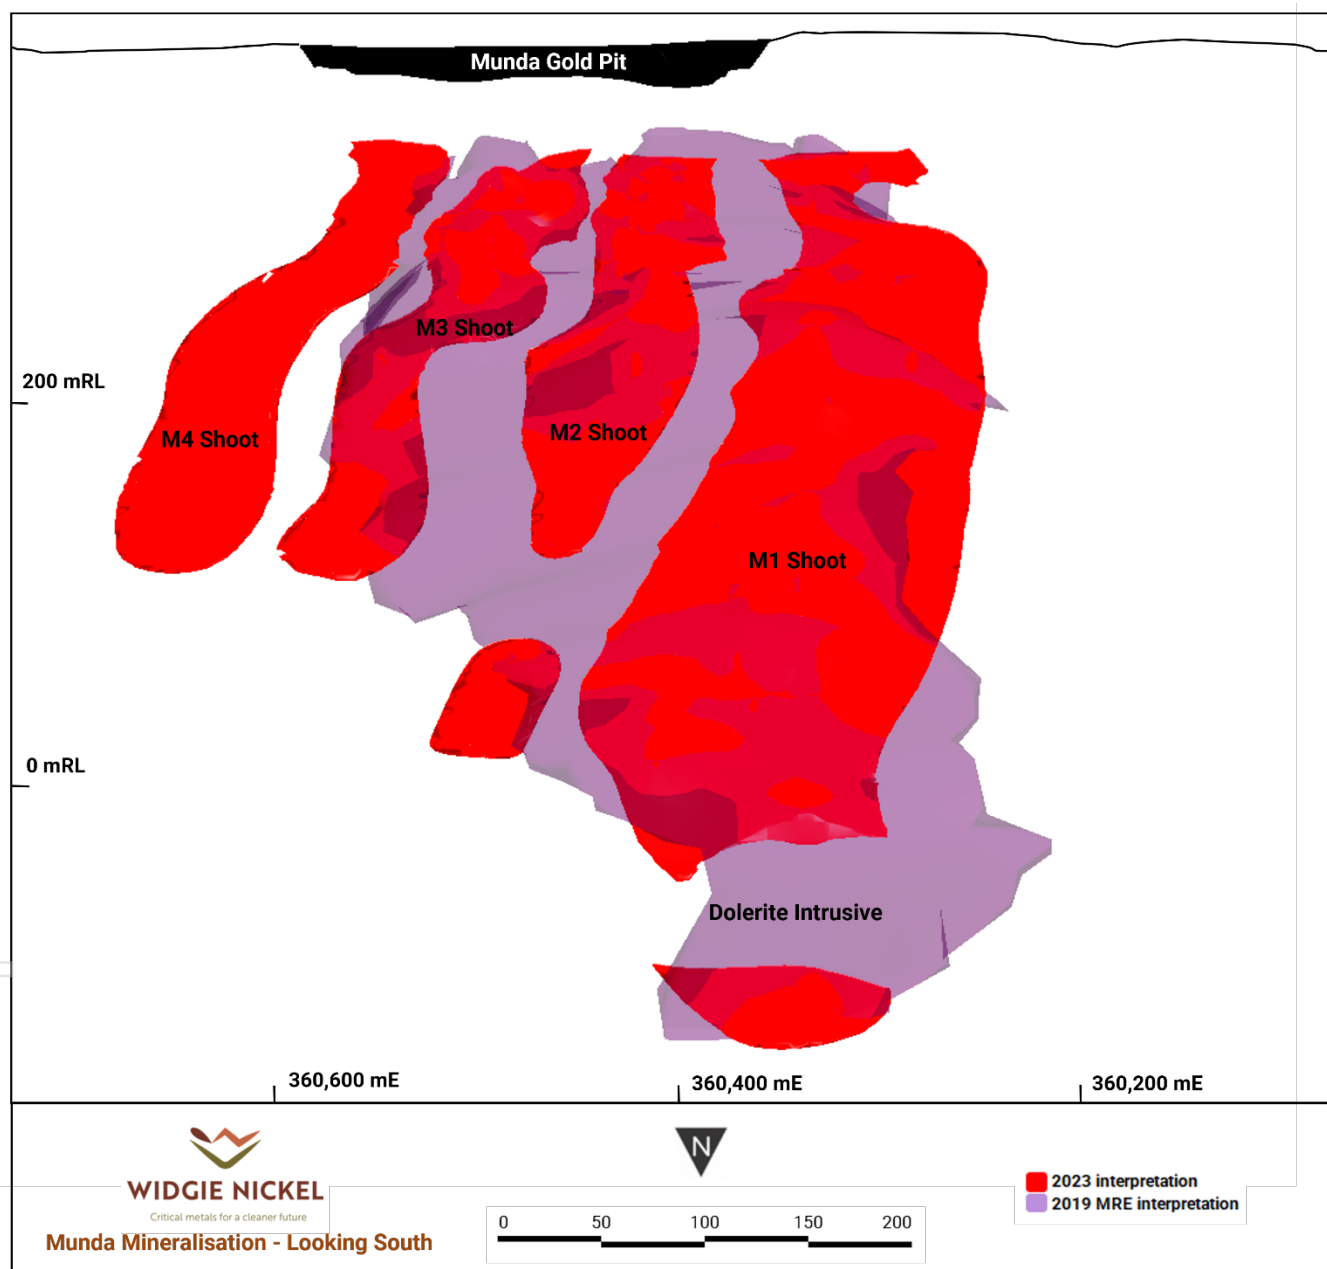 Munda Gold Pit
M3 Shoot
200 mRL
M4 Shoot
M2 Shoot
M1 Shoot
0 mRL
Dolerite Intrusive
360,600 mE
360,400 mE
360,200 mE
N
WIDGIE NICKEL
Critical metals for a cleaner future
Munda Mineralisation - Looking South
0 50 100 150 200
2023 interpretation
2019 MRE interpretation